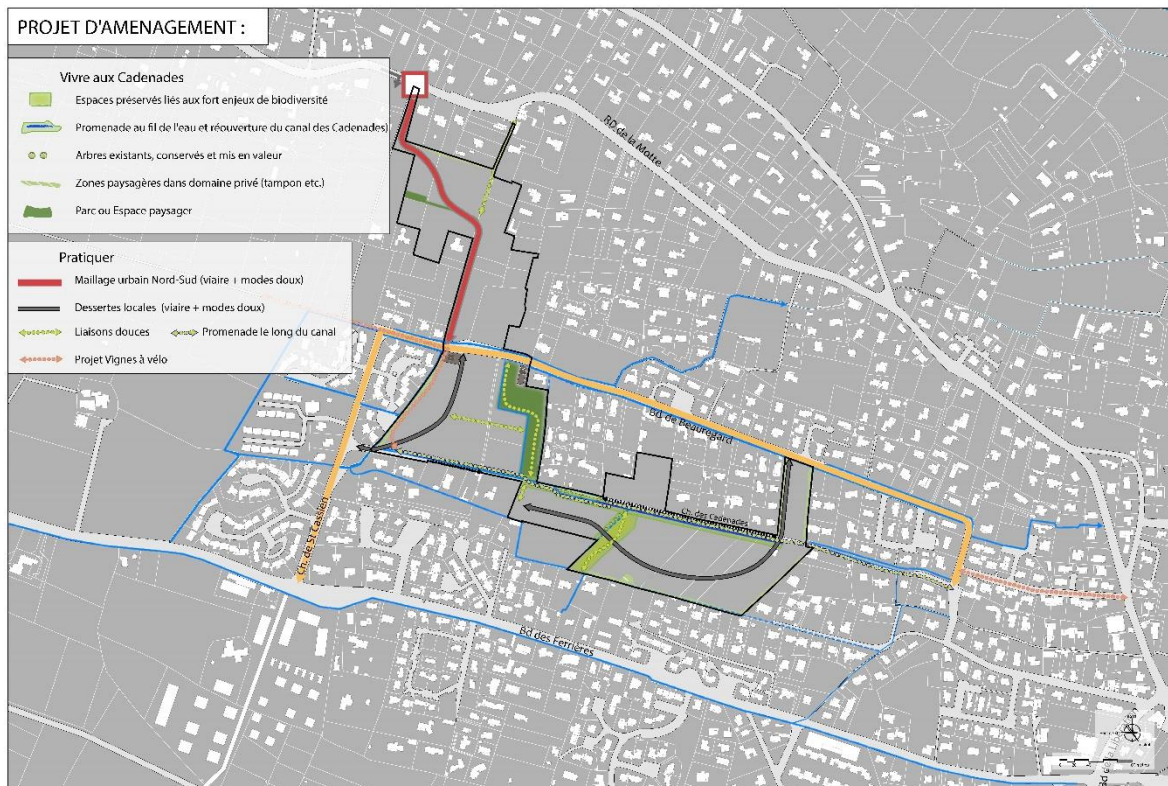 PROJET D'AMENAGEMENT :
Vivre aux Cadenades
Espaces préservés liés aux fort enjeux de biodiversité
Promenade au fil de l'eau et réouverture du canal des Cadenades)
Arbres existants, conservés et mis en valeur
Zones paysagères dans domaine privé (tampon etc.)
Parc ou Espace paysager
Pratiquer
Maillage urbain Nord-Sud (viaire + modes doux)
Dessertes locales (viaire + modes doux)
Liaisons douces
Promenade le long du canal
Projet Vignes à vélo
RD de la Motte
Bd. de Beauregard
Ch. des Cadenades
Ch. de St Cassien
Bd des Ferrières